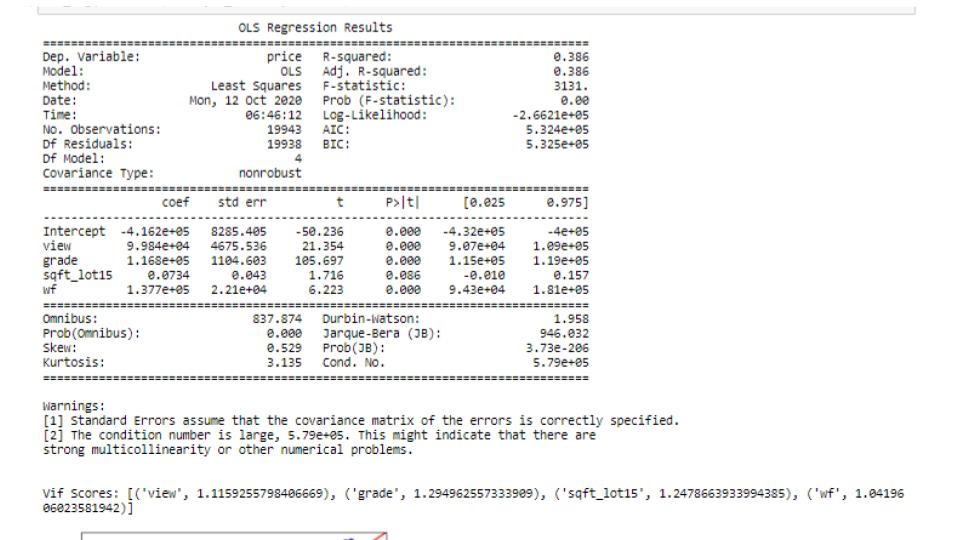 OLS Regression Results
==============================================================================
Dep. Variable:                  price   R-squared:                       0.386
Model:                            OLS   Adj. R-squared:                  0.386
Method:                 Least Squares   F-statistic:                     3131.
Date:                Mon, 12 Oct 2020   Prob (F-statistic):               0.00
Time:                        06:46:12   Log-Likelihood:            -2.6621e+05
No. Observations:               19943   AIC:                         5.324e+05
Df Residuals:                   19938   BIC:                         5.325e+05
Df Model:                           4
Covariance Type:            nonrobust
==============================================================================
coef    std err          t      P>|t|      [0.025      0.975]
------------------------------------------------------------------------------
Intercept  -4.162e+05   8285.405    -50.236      0.000   -4.32e+05      -4e+05
view        9.984e+04   4675.536     21.354      0.000    9.07e+04    1.09e+05
grade       1.168e+05   1104.603    105.697      0.000    1.15e+05    1.19e+05
sqft_lot15     0.0734      0.043      1.716      0.086      -0.010       0.157
wf          1.377e+05   2.21e+04      6.223      0.000    9.43e+04    1.81e+05
==============================================================================
Omnibus:                      837.874   Durbin-Watson:                   1.958
Prob(Omnibus):                  0.000   Jarque-Bera (JB):              946.032
Skew:                           0.529   Prob(JB):                    3.73e-206
Kurtosis:                       3.135   Cond. No.                     5.79e+05
==============================================================================
Warnings:
[1] Standard Errors assume that the covariance matrix of the errors is correctly specified.
[2] The condition number is large, 5.79e+05. This might indicate that there are
strong multicollinearity or other numerical problems.
Vif Scores: [('view', 1.1159255798406669), ('grade', 1.294962557333909), ('sqft_lot15', 1.2478663933994385), ('wf', 1.04196
06023581942)]